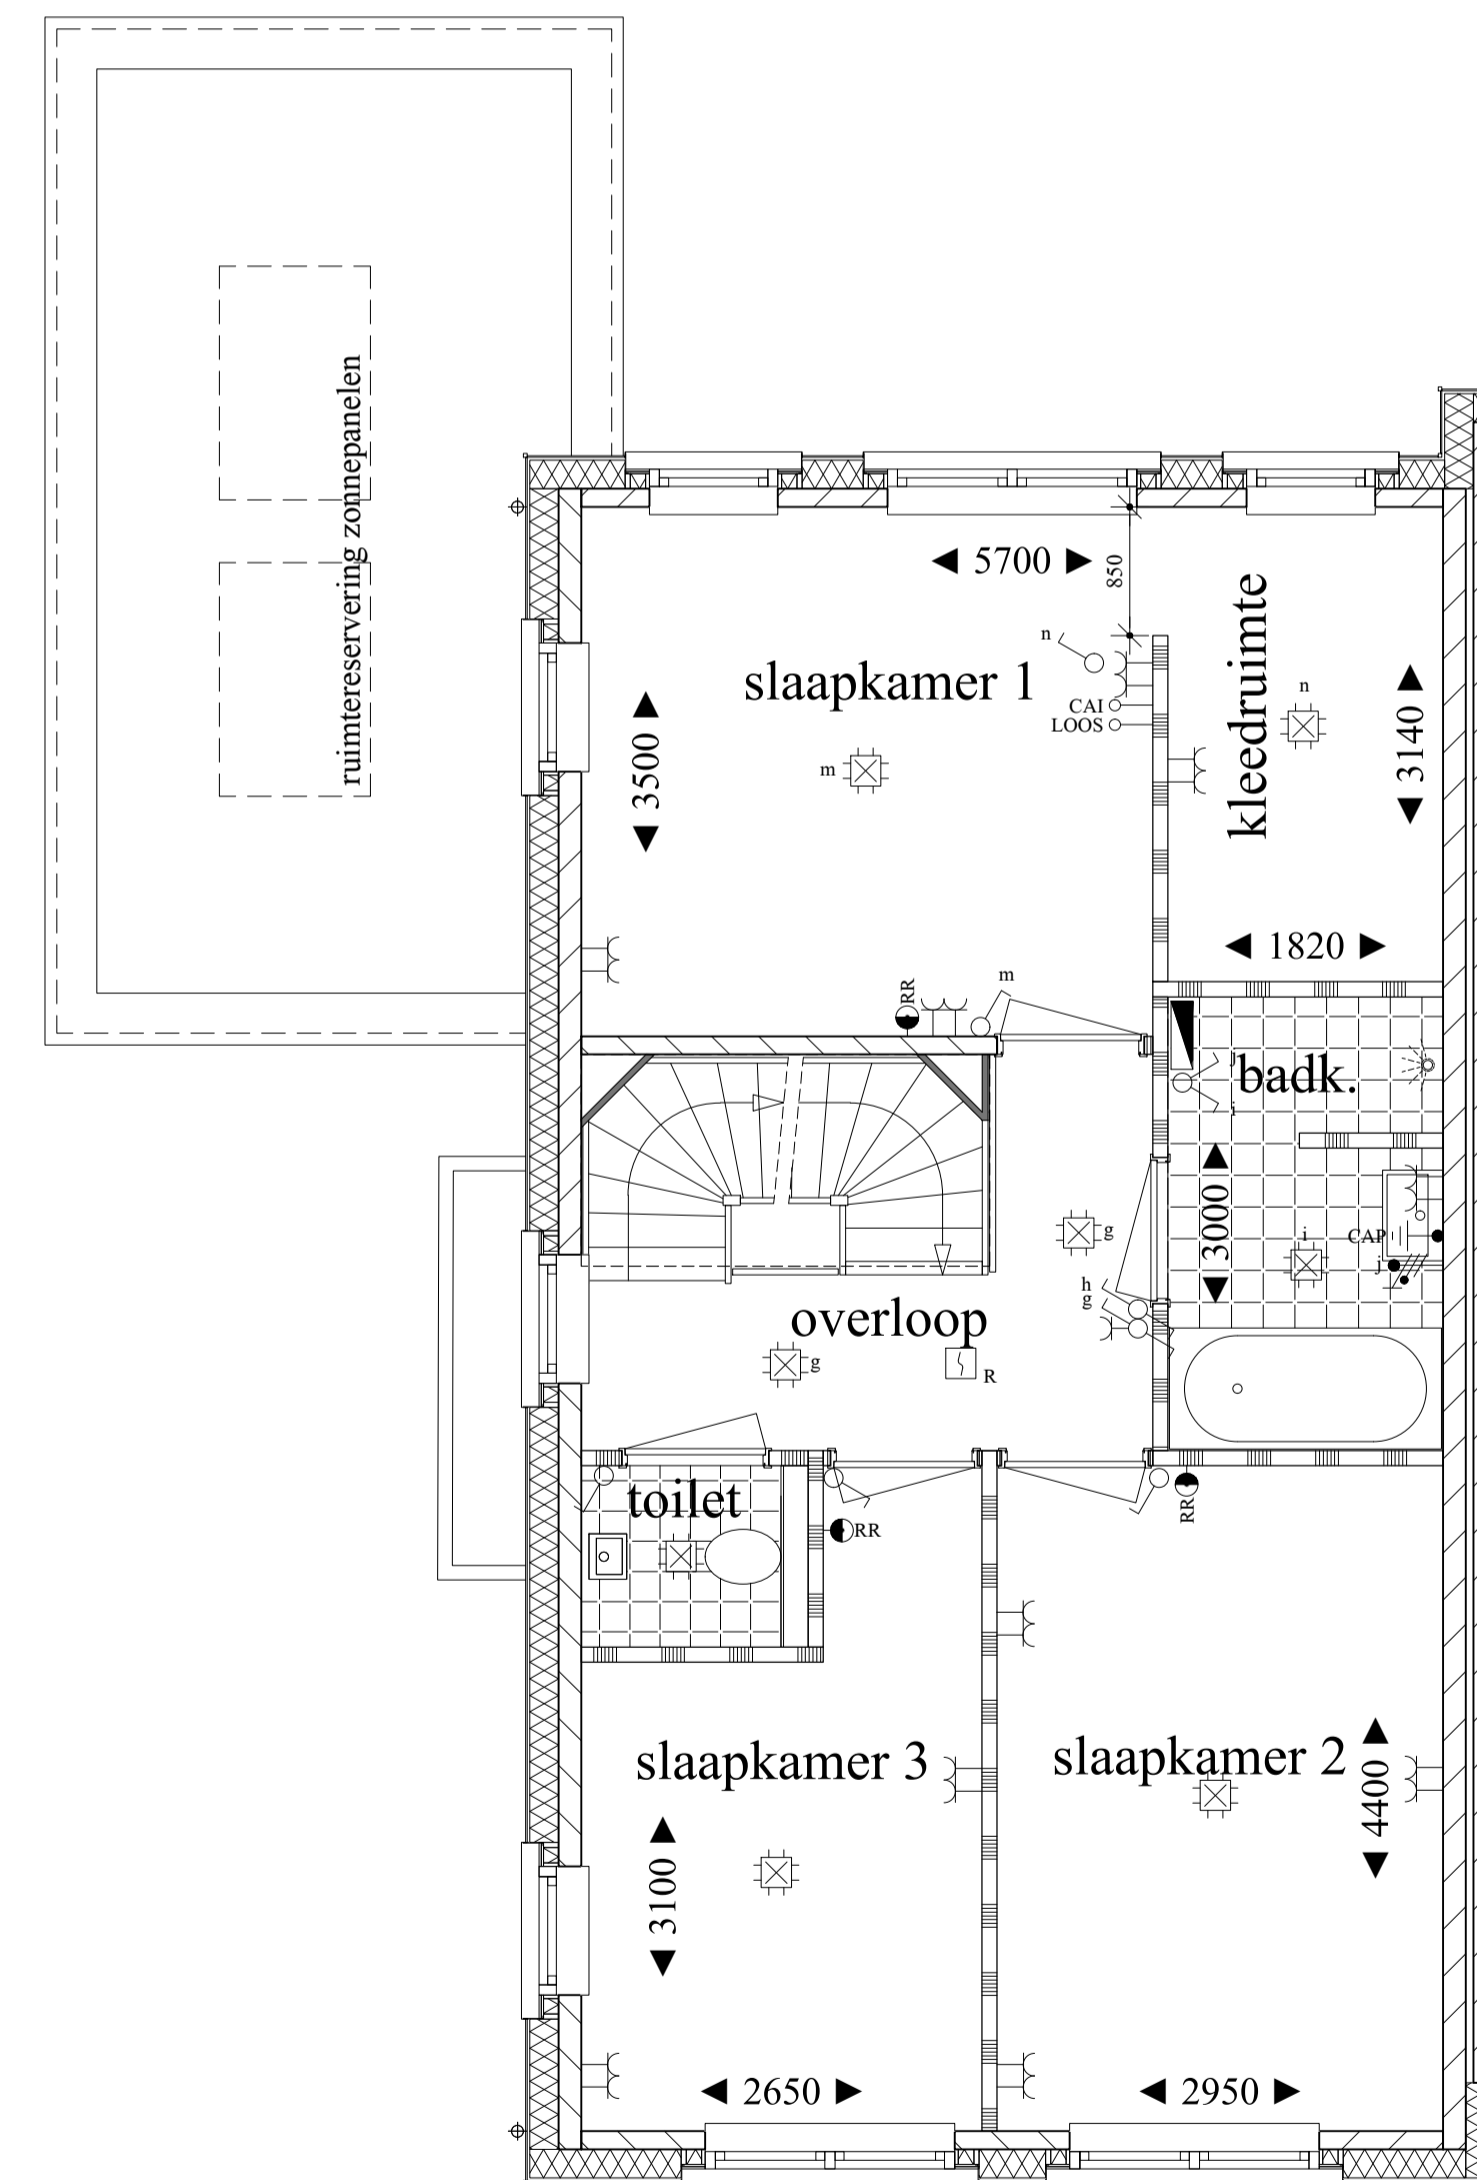 ruimtereservering zonnepanelen
5700
850
n
slaapkamer 1
kleedruimte
n
CAI
LOOS
3500
3140
m
1820
m
RR
j
badk.
i
3000
g
i
CAP
j
h
g
overloop
g
R
toilet
RR
RR
slaapkamer 3
slaapkamer 2
3100
4400
2650
2950